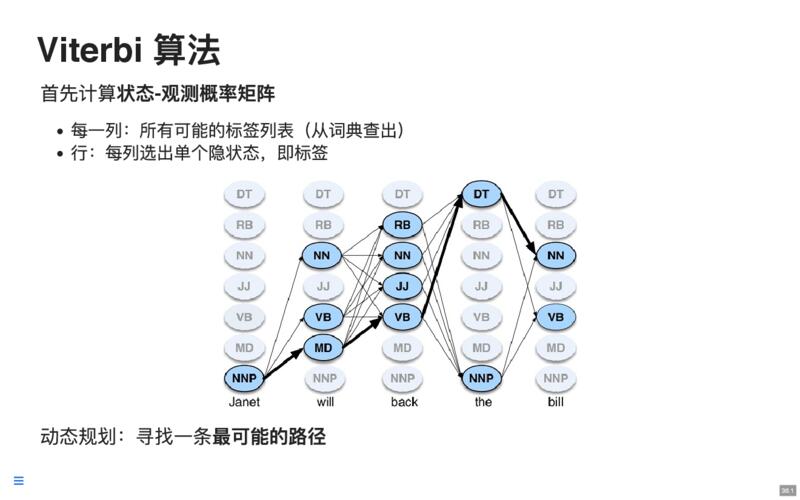 Viterbi 算法
首先计算状态-观测概率矩阵
• 每一列：所有可能的标签列表（从词典查出）
• 行：每列选出单个隐状态，即标签
DT DT DT DT DT
RB RB RB RB RB
NN NN NN NN NN
JJ JJ JJ JJ JJ
VB VB VB VB VB
MD MD MD MD MD
NNP NNP NNP NNP NNP
Janet will back the bill
动态规划：寻找一条最可能的路径
38.1